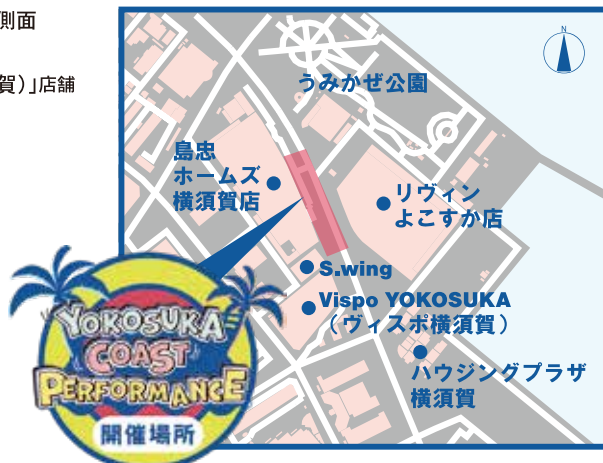 側面
賀)」店舗
N
うみかぜ公園
島忠
ホームズ
横須賀店
リヴィン
よこすか店
S.wing
Vispo YOKOSUKA
(ヴィスポ横須賀)
ハウジングプラザ
横須賀
YOKOSUKA
COAST
PERFORMANCE
開催場所